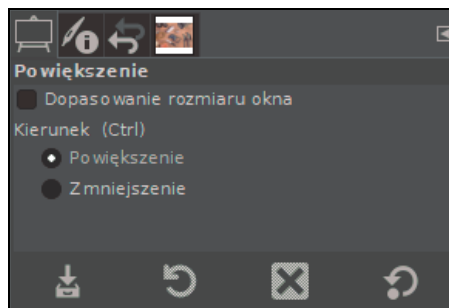 Powiększenie
Dopasowanie rozmiaru okna
Kierunek (Ctrl)
Powiększenie
Zmniejszenie